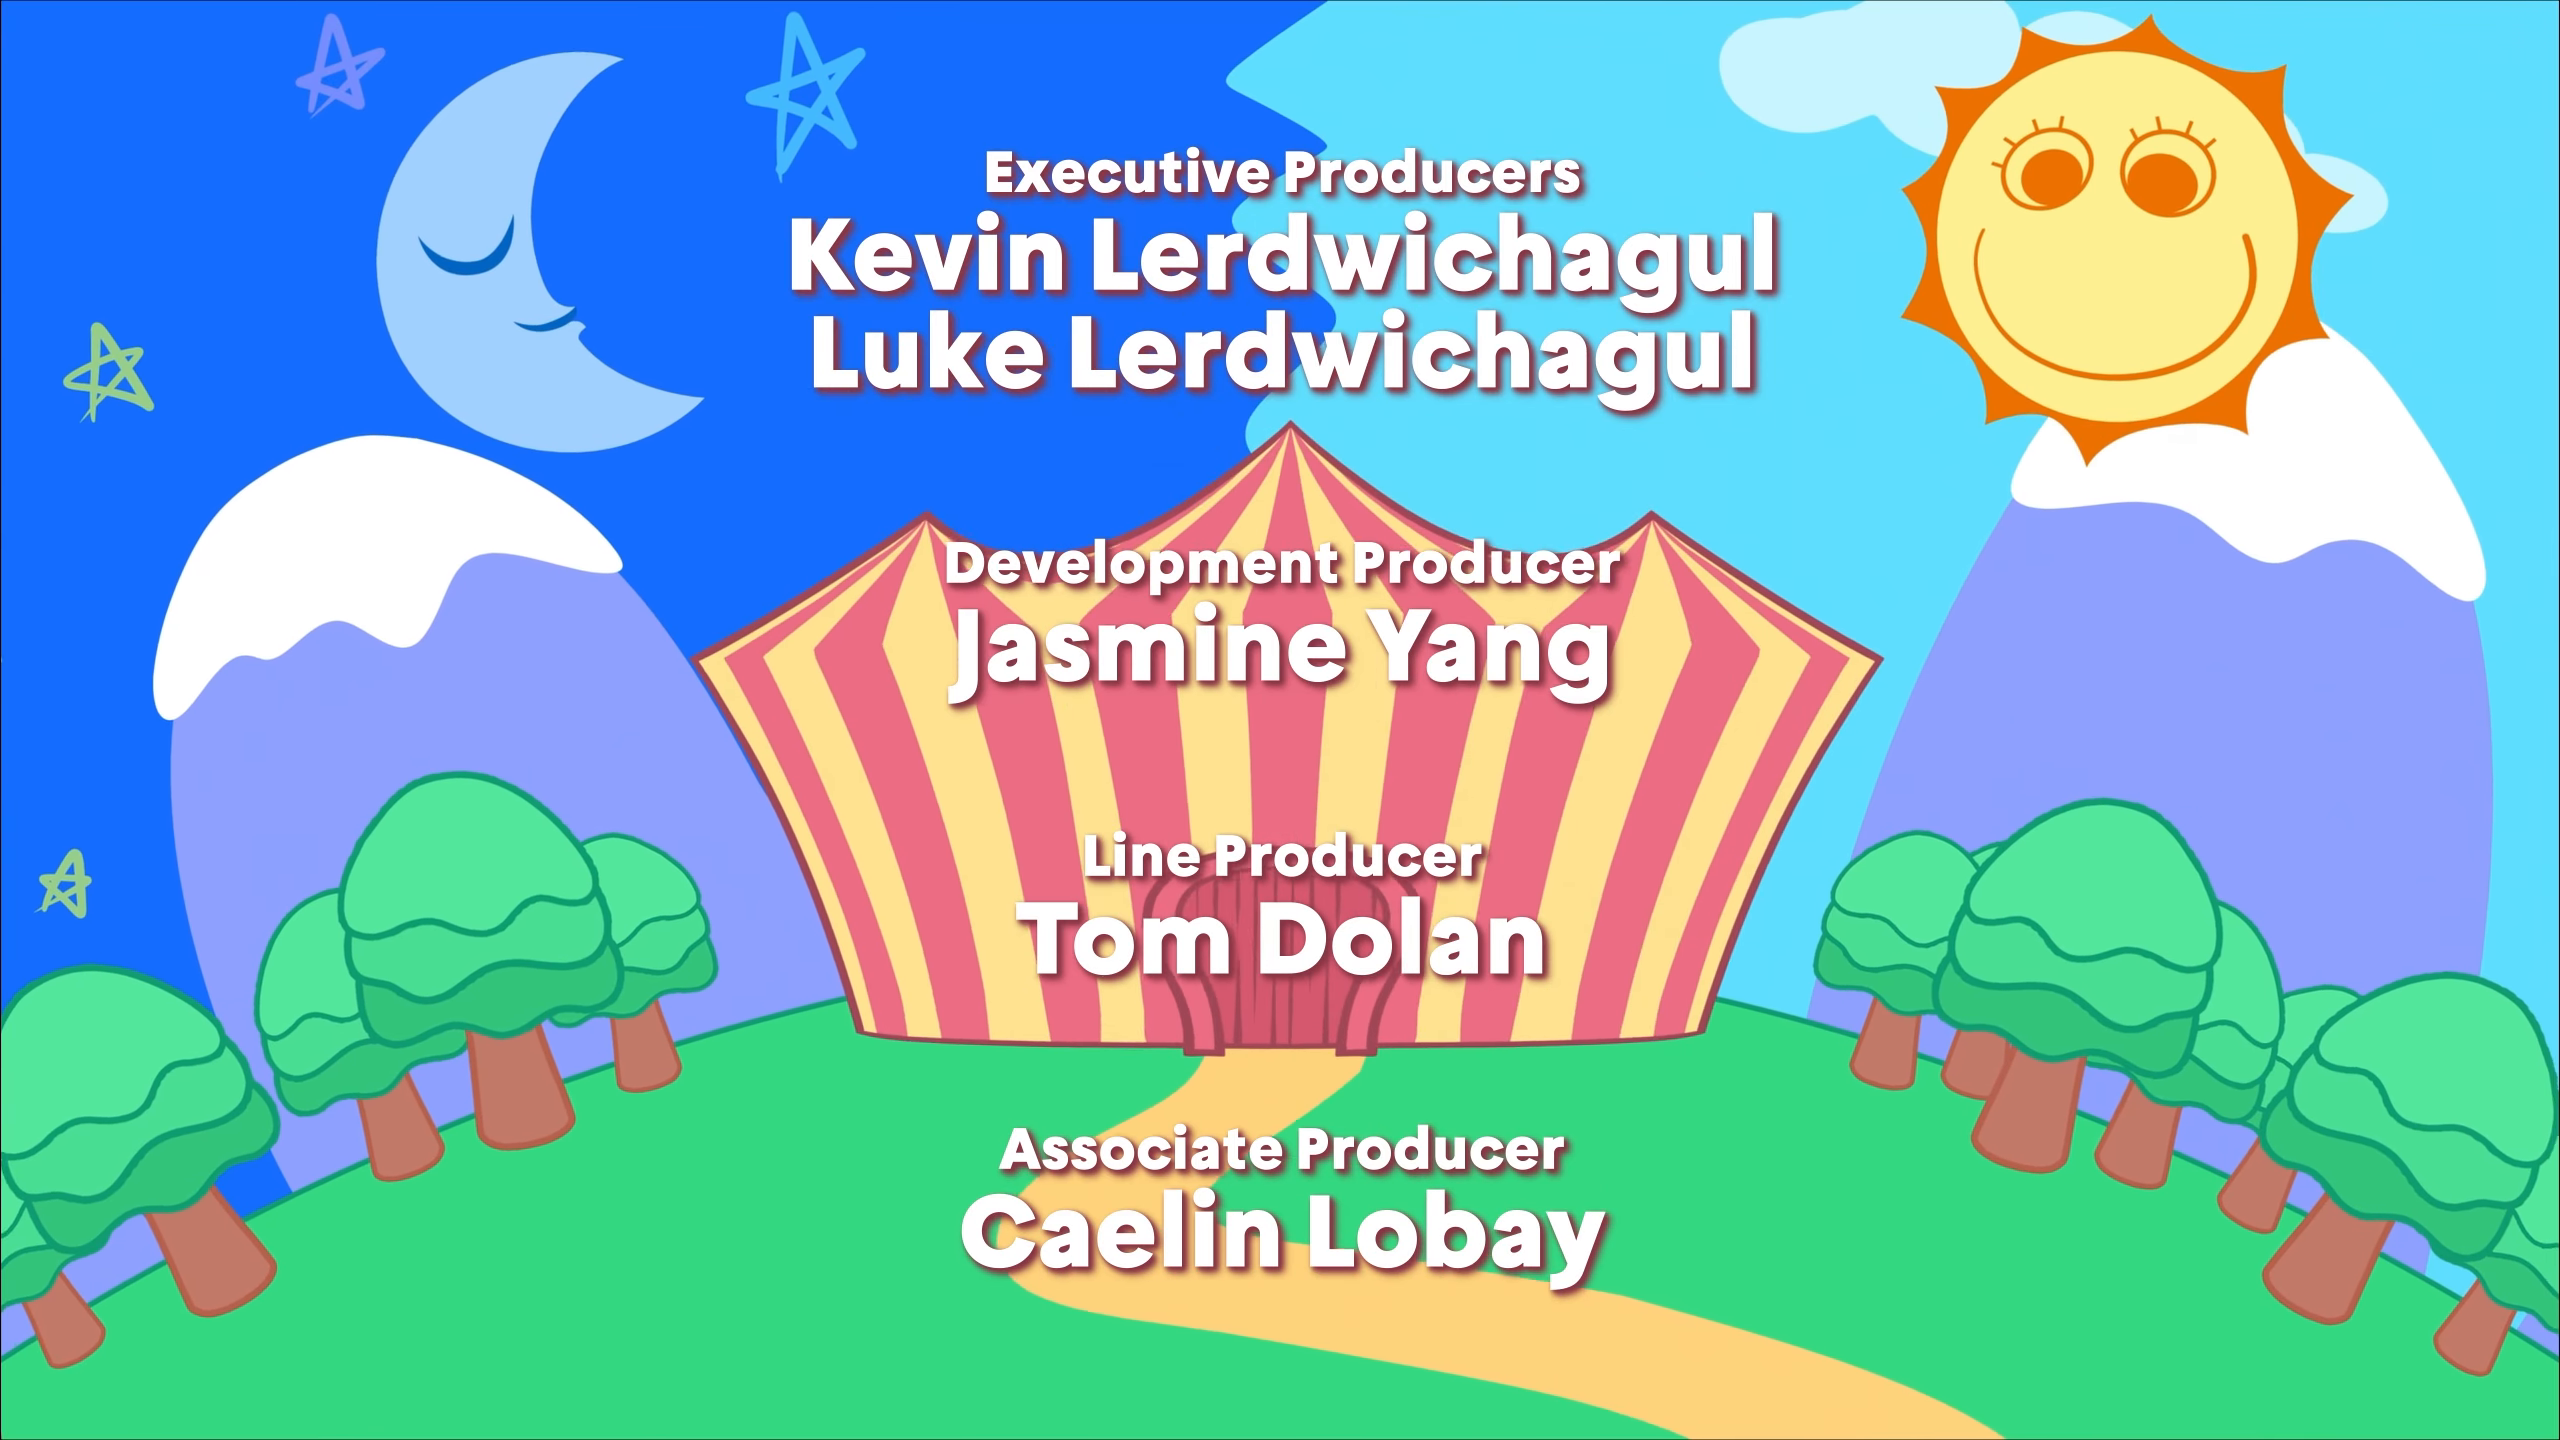 Executive Producers
Kevin Lerdwichagul
Luke Lerdwichagul
Development Producer
Jasmine Yang
Line Producer
Tom Dolan
Associate Producer
Caelin Lobay